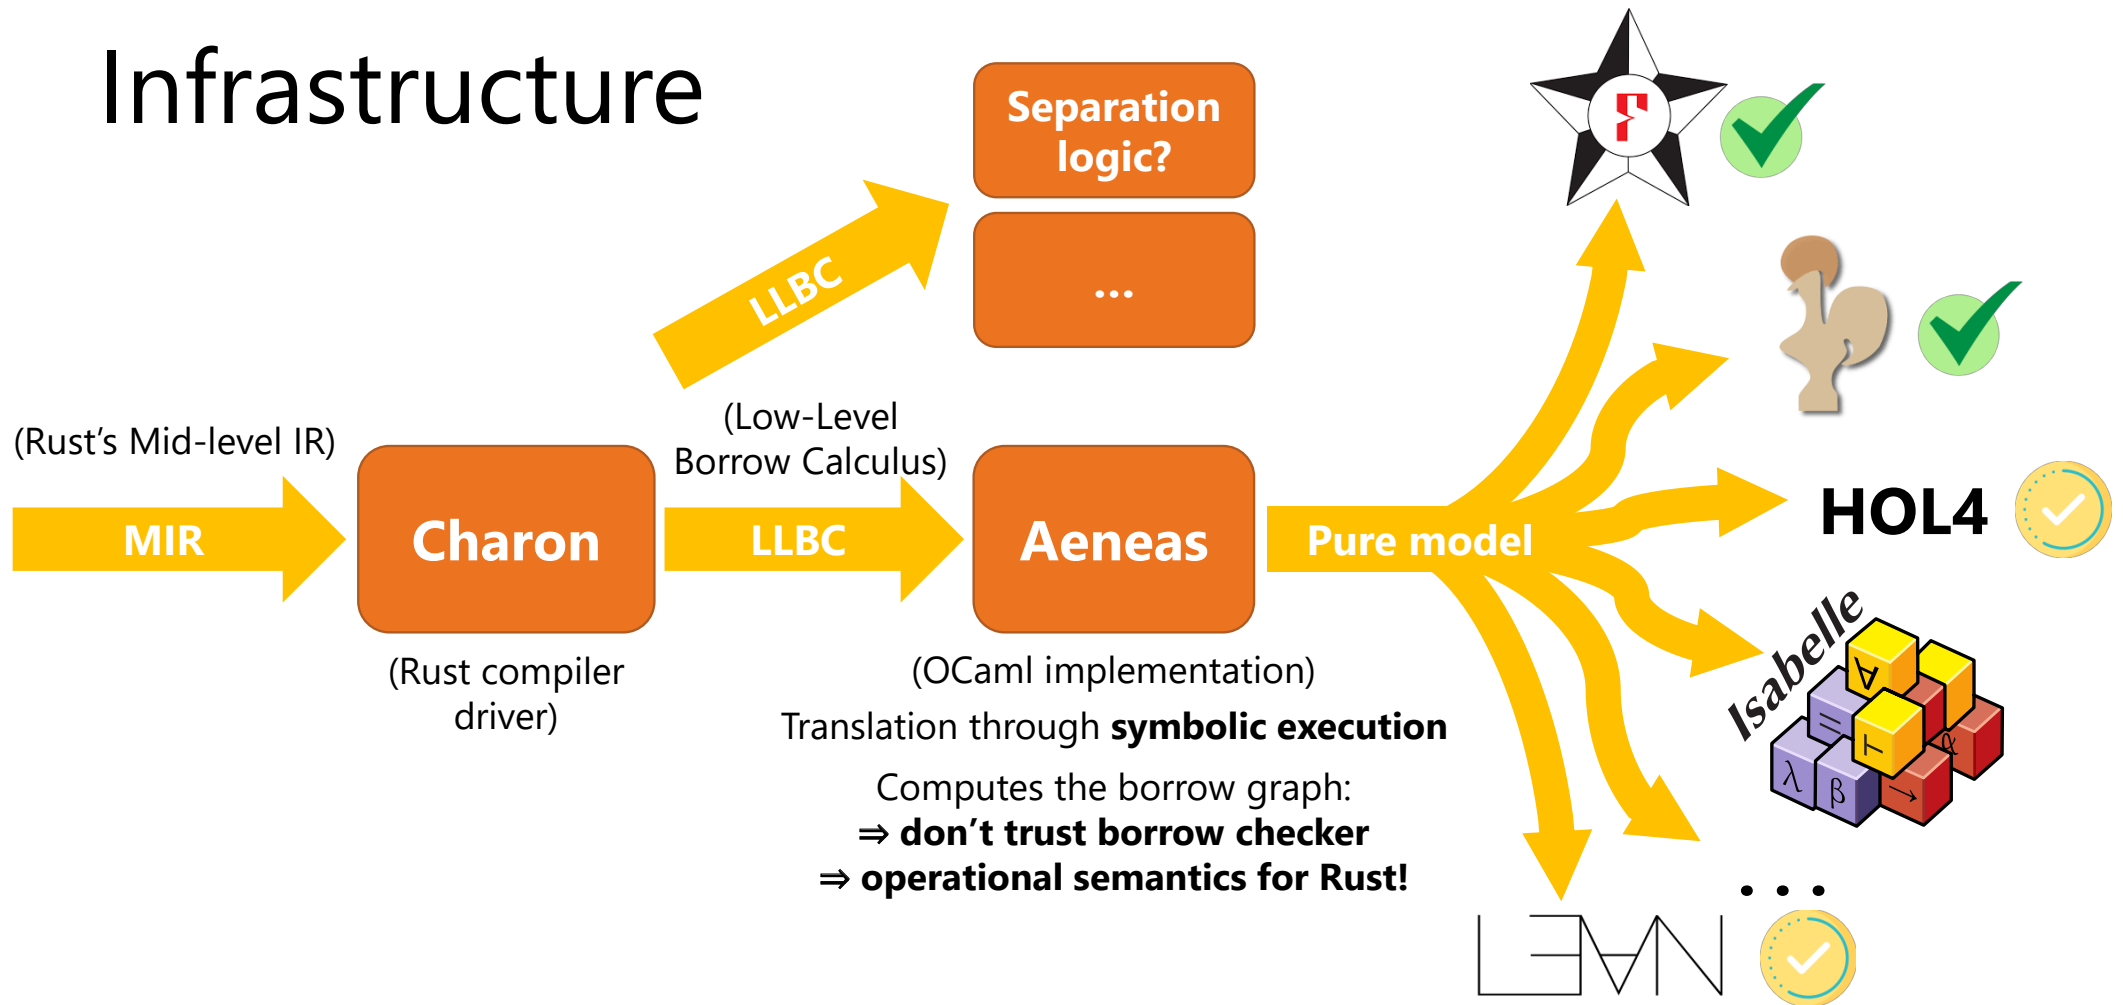 Infrastructure
Separation
logic?
...
LLBC
(Rust’s Mid-level IR)
MIR
Charon
(Rust compiler
driver)
(Low-Level
Borrow Calculus)
LLBC
Aeneas
(OCaml implementation)
Translation through symbolic execution
Computes the borrow graph:
⇒ don’t trust borrow checker
⇒ operational semantics for Rust!
Pure model
F
HOL4
Isabelle
∀
=
⊢
α
λ
β
→
...
LE∀N